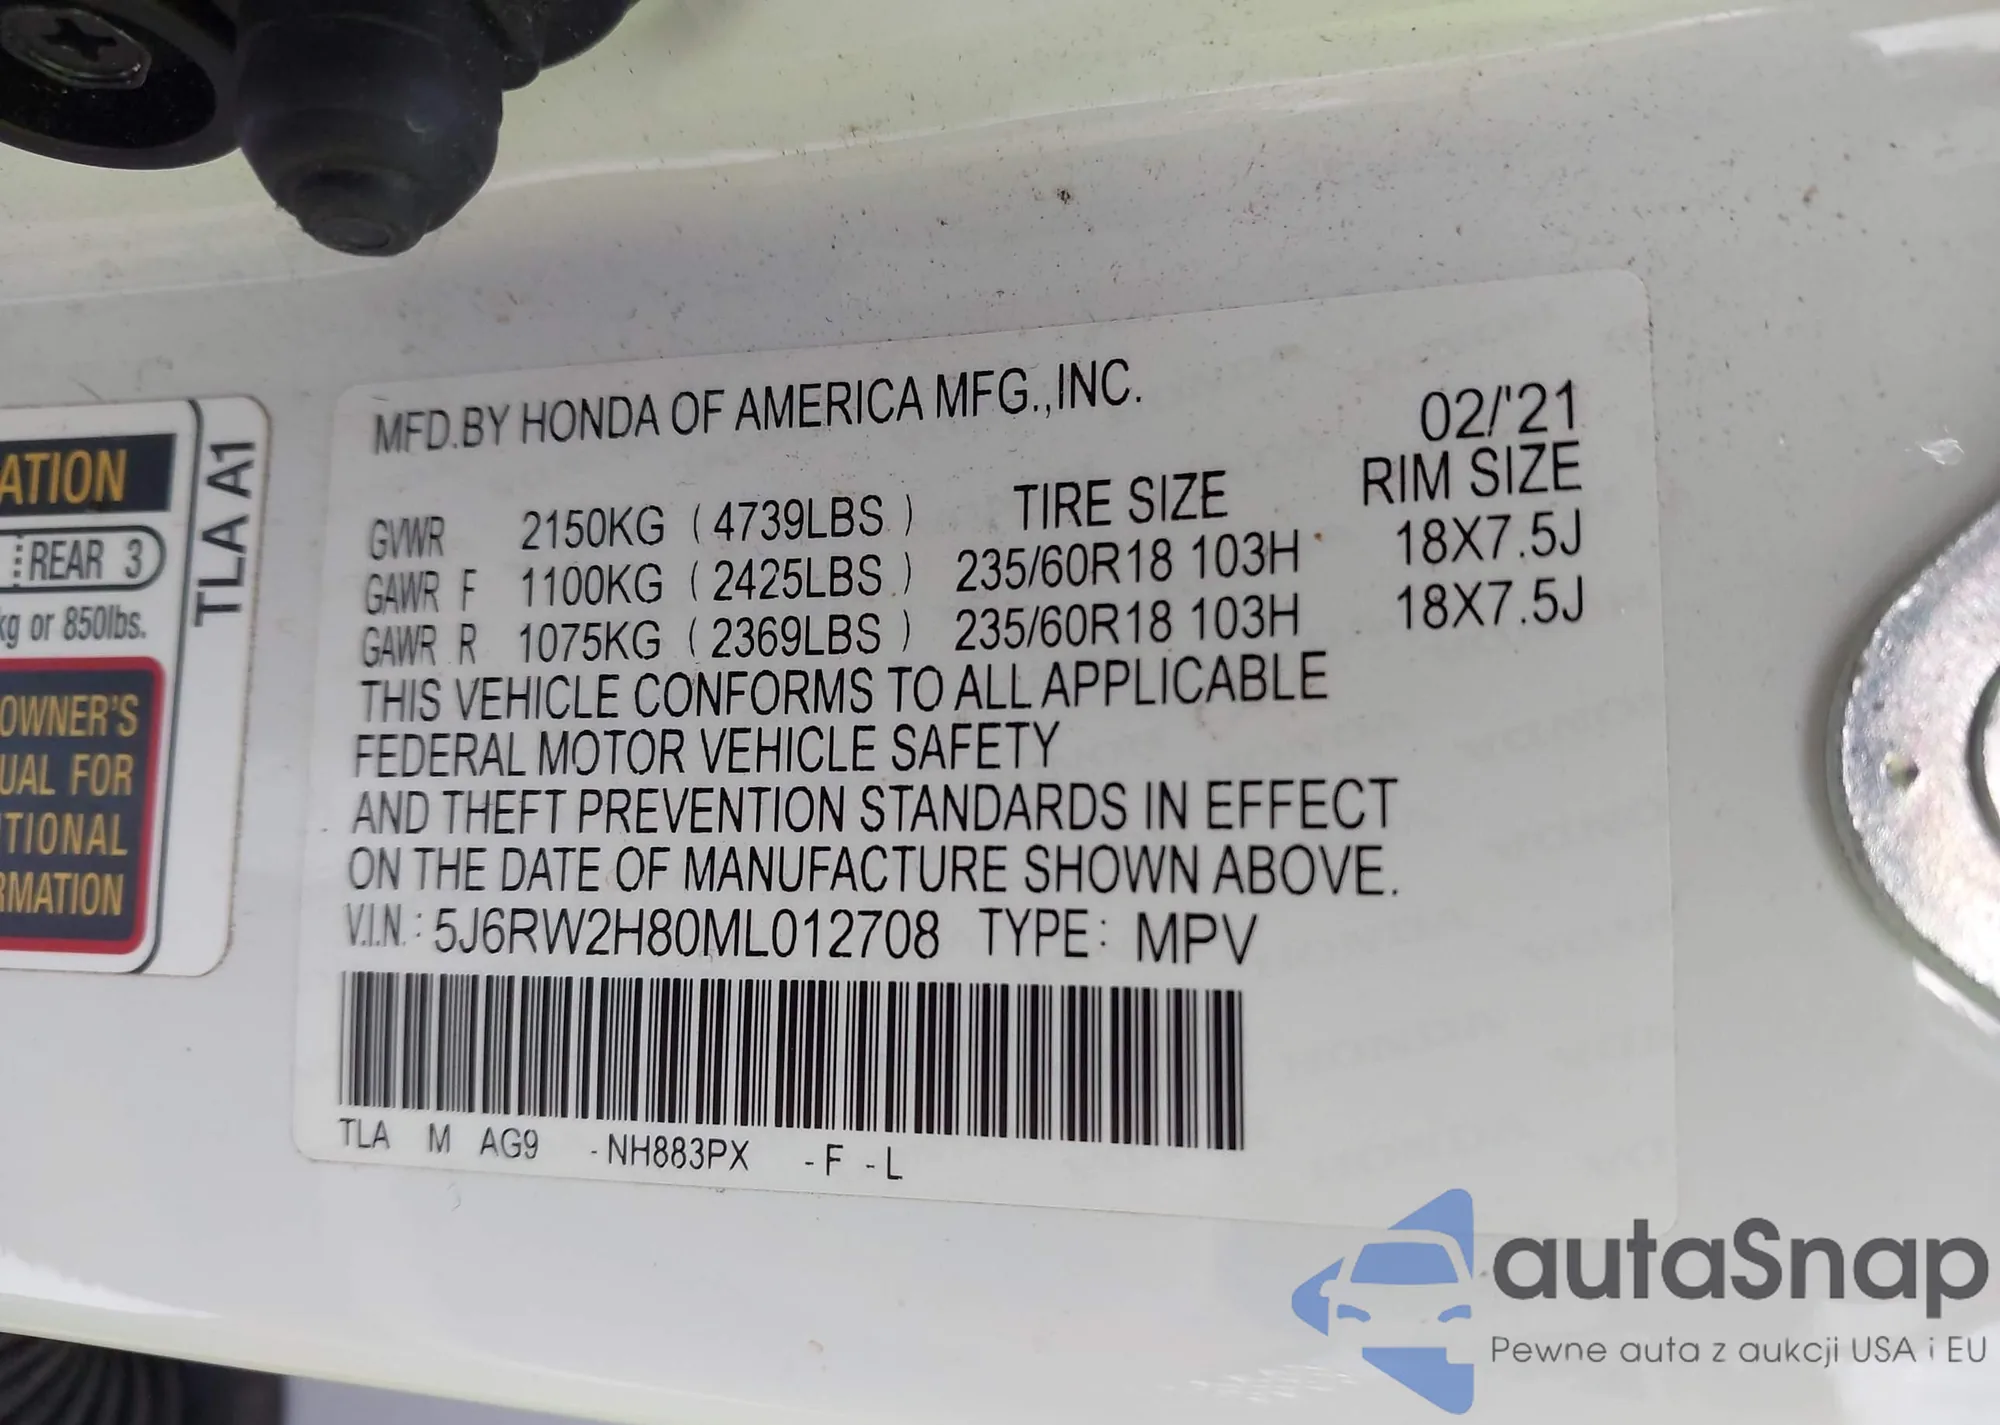 MFD.BY HONDA OF AMERICA MFG.,INC. 02/'21
RIM SIZE
GVWR 2150KG ( 4739LBS ) TIRE SIZE
GAWR F 1100KG ( 2425LBS ) 235/60R18 103H 18X7.5J
GAWR R 1075KG ( 2369LBS ) 235/60R18 103H 18X7.5J
THIS VEHICLE CONFORMS TO ALL APPLICABLE
FEDERAL MOTOR VEHICLE SAFETY
AND THEFT PREVENTION STANDARDS IN EFFECT
ON THE DATE OF MANUFACTURE SHOWN ABOVE.
V.I.N.: 5J6RW2H80ML012708 TYPE: MPV
TLA M AG9 -NH883PX -F -L
ATION
REAR 3
kg or 850lbs.
OWNER'S
UAL FOR
ITIONAL
RMATION
TLA A1
autaSnap
Pewne auta z aukcji USA i EU